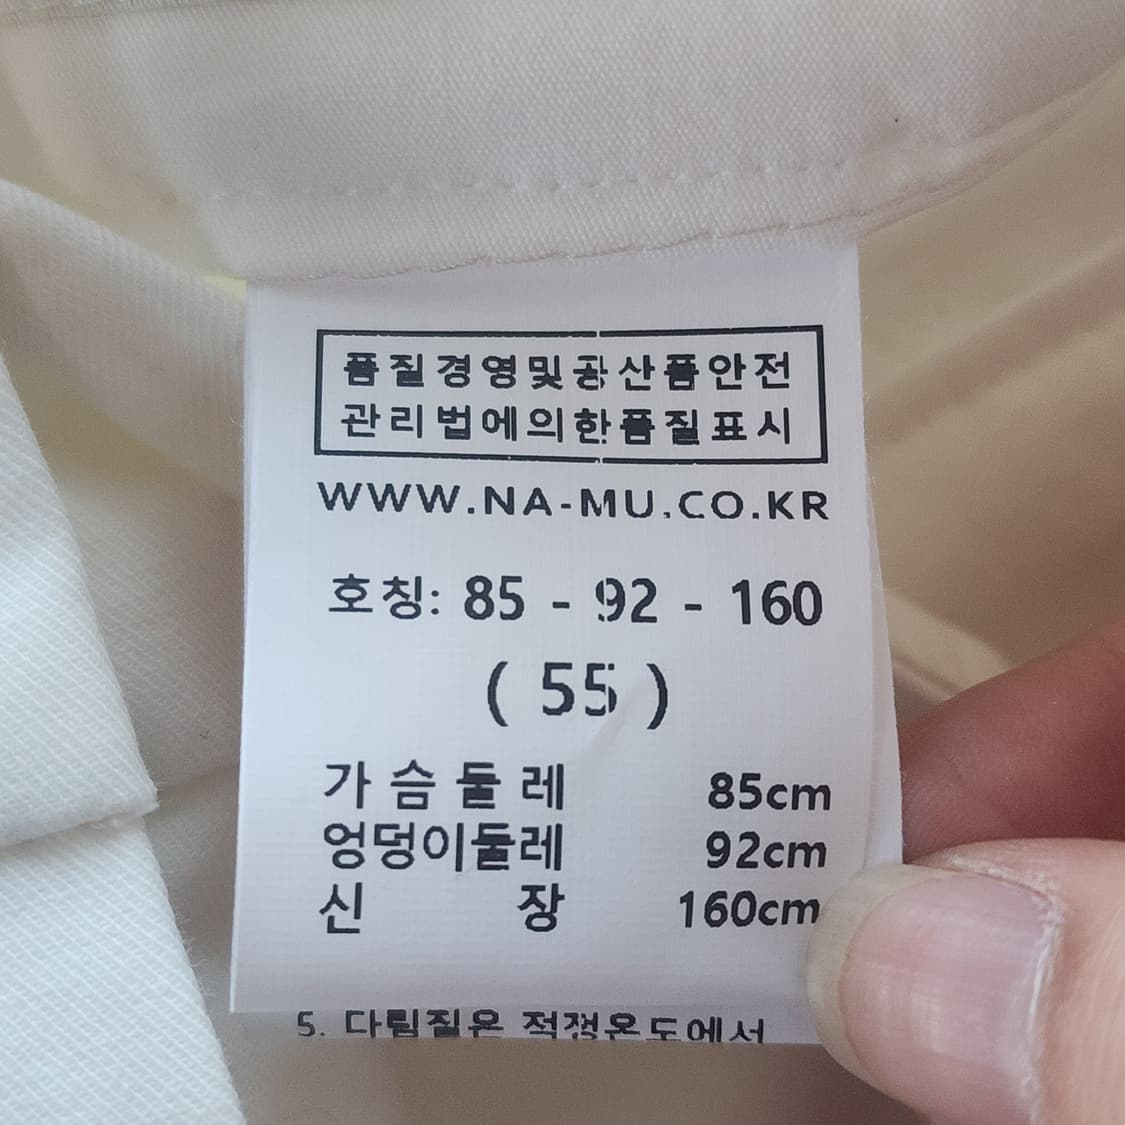 품질경영및공산품안전
관리법에의한품질표시
WWW.NA-MU.CO.KR
호칭: 85 - 92 - 160
( 55 )
가슴둘레 85cm
엉덩이둘레 92cm
신장 160cm
5. 다림질은 적정온도에서